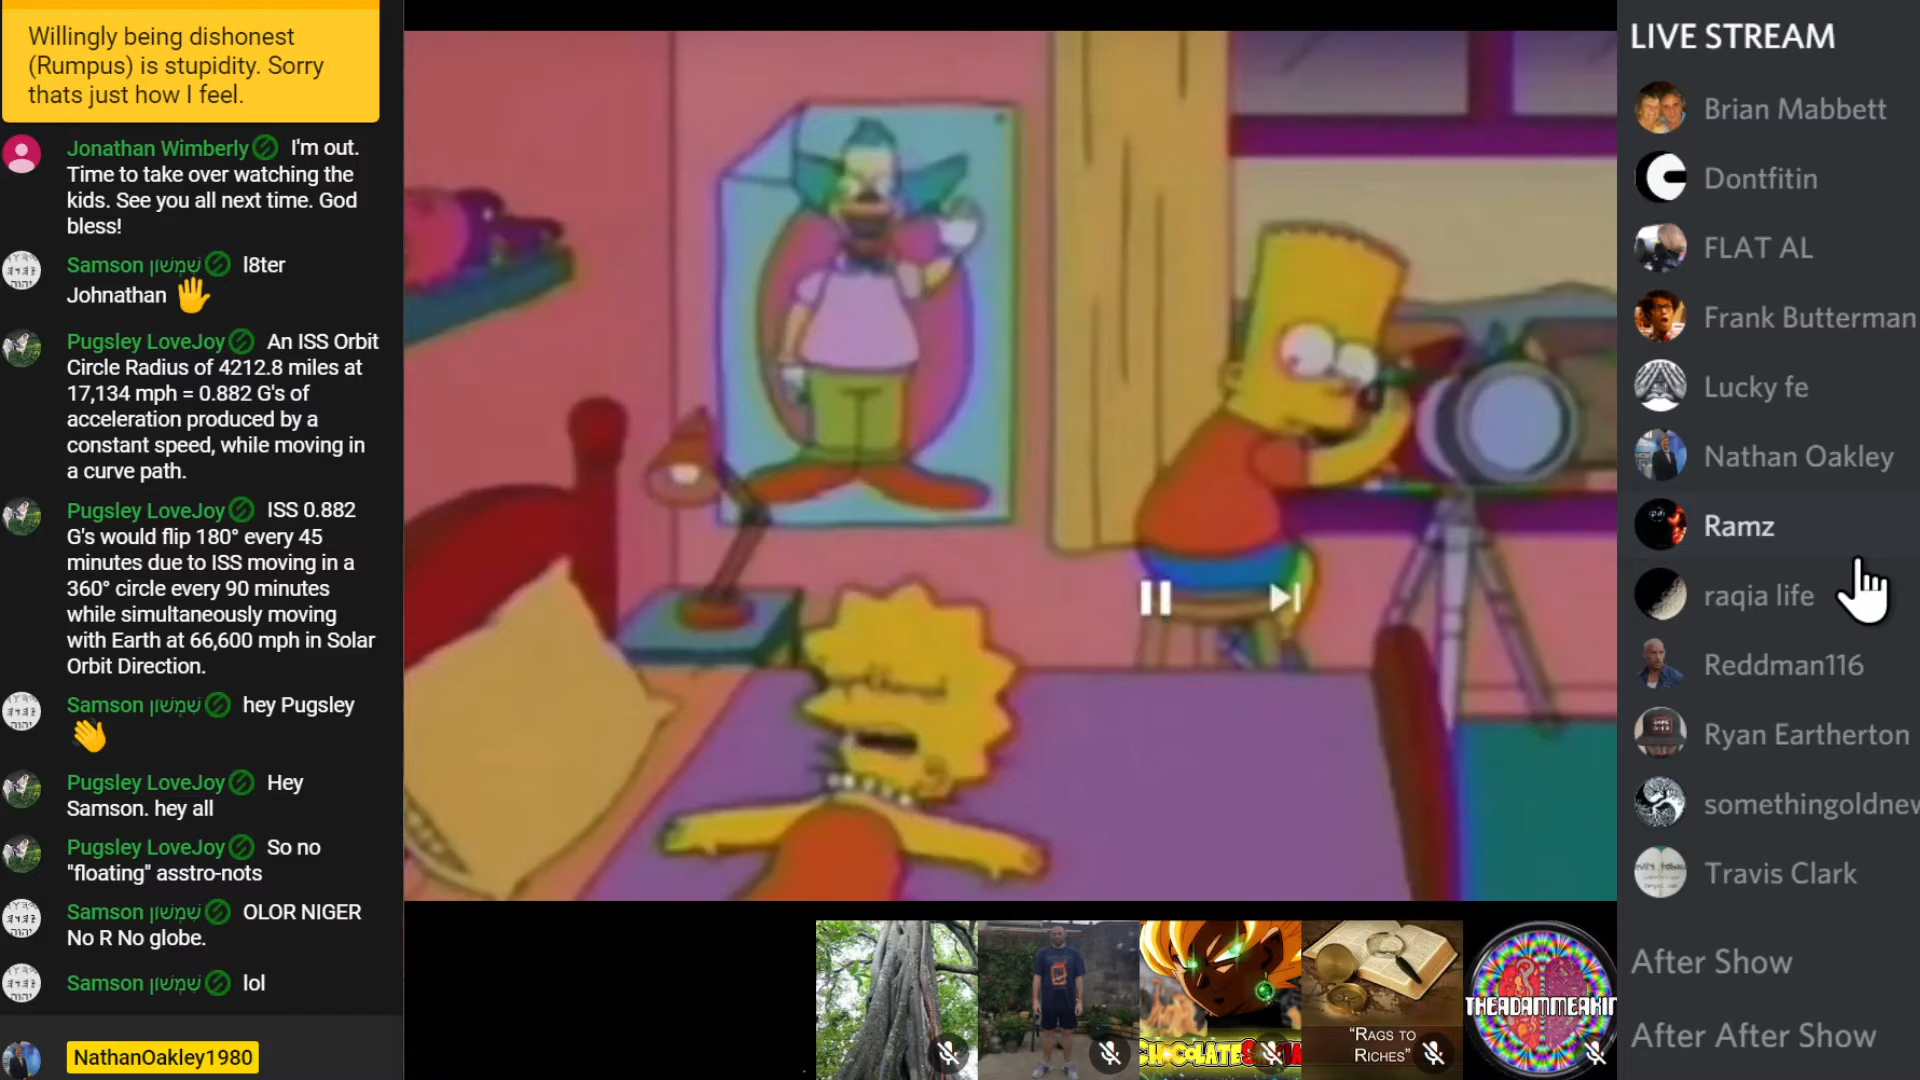 Willingly being dishonest
(Rumpus) is stupidity. Sorry
thats just how I feel.
Jonathan Wimberly I'm out.
Time to take over watching the
kids. See you all next time. God
bless!
Samson שִׁמְשׁוֹן l8ter
Johnathan
Pugsley LoveJoy An ISS Orbit
Circle Radius of 4212.8 miles at
17,134 mph = 0.882 G's of
acceleration produced by a
constant speed, while moving in
a curve path.
Pugsley LoveJoy ISS 0.882
G's would flip 180° every 45
minutes due to ISS moving in a
360° circle every 90 minutes
while simultaneously moving
with Earth at 66,600 mph in Solar
Orbit Direction.
Samson שִׁמְשׁוֹן hey Pugsley
Pugsley LoveJoy Hey
Samson. hey all
Pugsley LoveJoy So no
"floating" asstro-nots
Samson שִׁמְשׁוֹן OLOR NIGER
No R No globe.
Samson שִׁמְשׁוֹן lol
NathanOakley1980
"RAGS TO
RICHES"
THEADAMMEAKIN
LIVE STREAM
Brian Mabbett
Dontfitin
FLAT AL
Frank Butterman
Lucky fe
Nathan Oakley
Ramz
raqia life
Reddman116
Ryan Eartherton
somethingoldnew
Travis Clark
After Show
After After Show